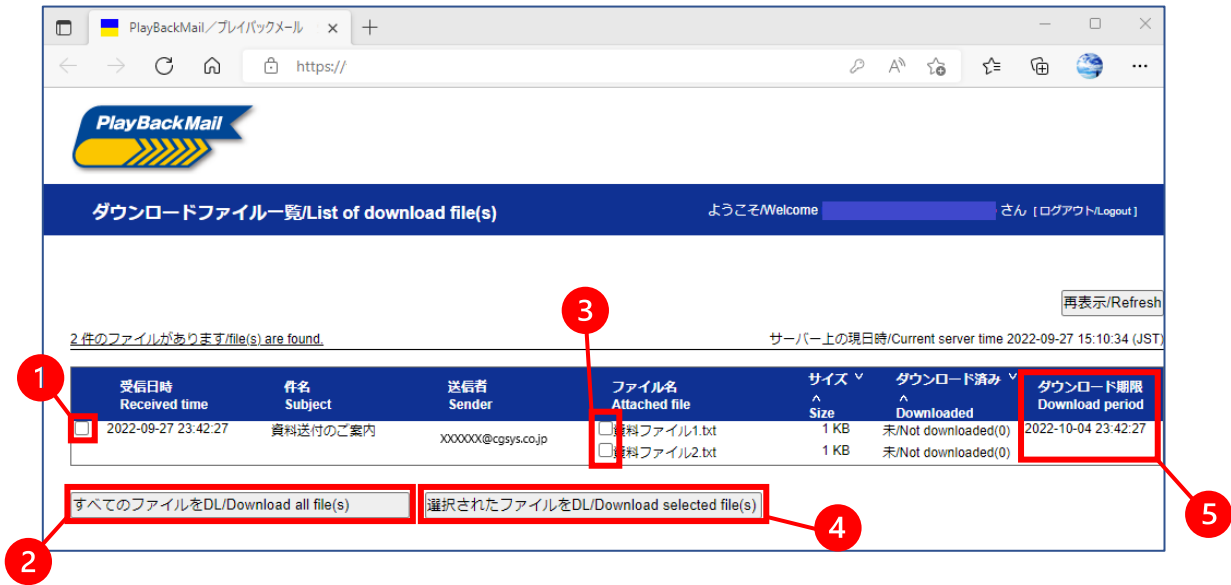 PlayBackMail／プレイバックメール
https://
PlayBackMail
ダウンロードファイル一覧/List of download file(s)
ようこそ/Welcome さん [ ログアウト/Logout ]
再表示/Refresh
3
2 件のファイルがあります/file(s) are found.
サーバー上の現日時/Current server time 2022-09-27 15:10:34 (JST)
1
受信日時 件名 送信者 ファイル名 サイズ ˅ ダウンロード済み ˅ ダウンロード期限
Received time Subject Sender Attached file ^ Size ^ Downloaded Download period
2022-09-27 23:42:27 資料送付のご案内 XXXXXX@cgsys.co.jp 資料ファイル1.txt 1 KB 未/Not downloaded(0) 2022-10-04 23:42:27
資料ファイル2.txt 1 KB 未/Not downloaded(0)
すべてのファイルをDL/Download all file(s) 選択されたファイルをDL/Download selected file(s)
5
4
2